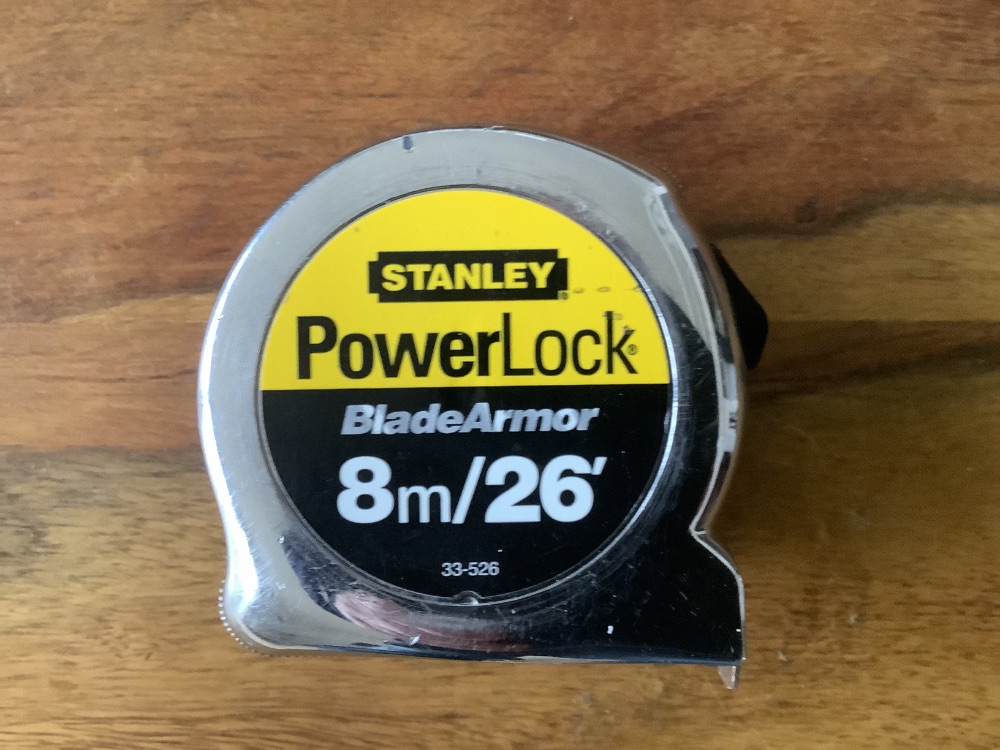 STANLEY®
PowerLock®
BladeArmor
8m/26'
33-526